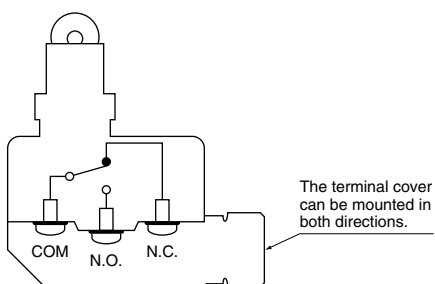 The terminal cover
can be mounted in
both directions.
COM
N.O.
N.C.